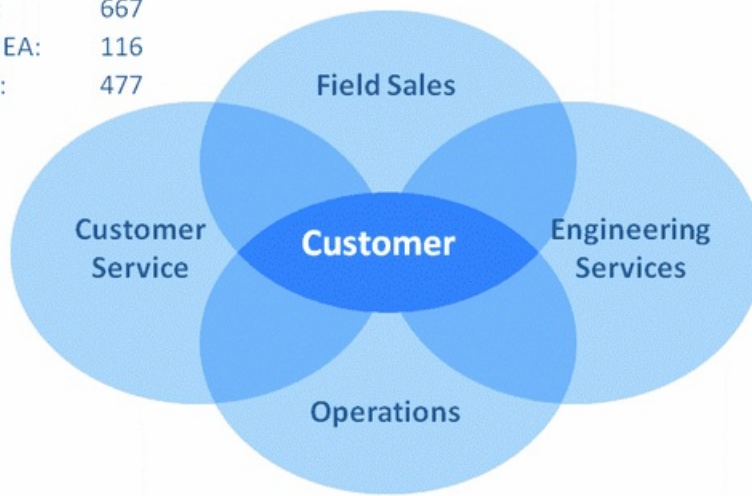 : 667
EA: 116
: 477
Field Sales
Customer
Service
Customer
Engineering
Services
Operations